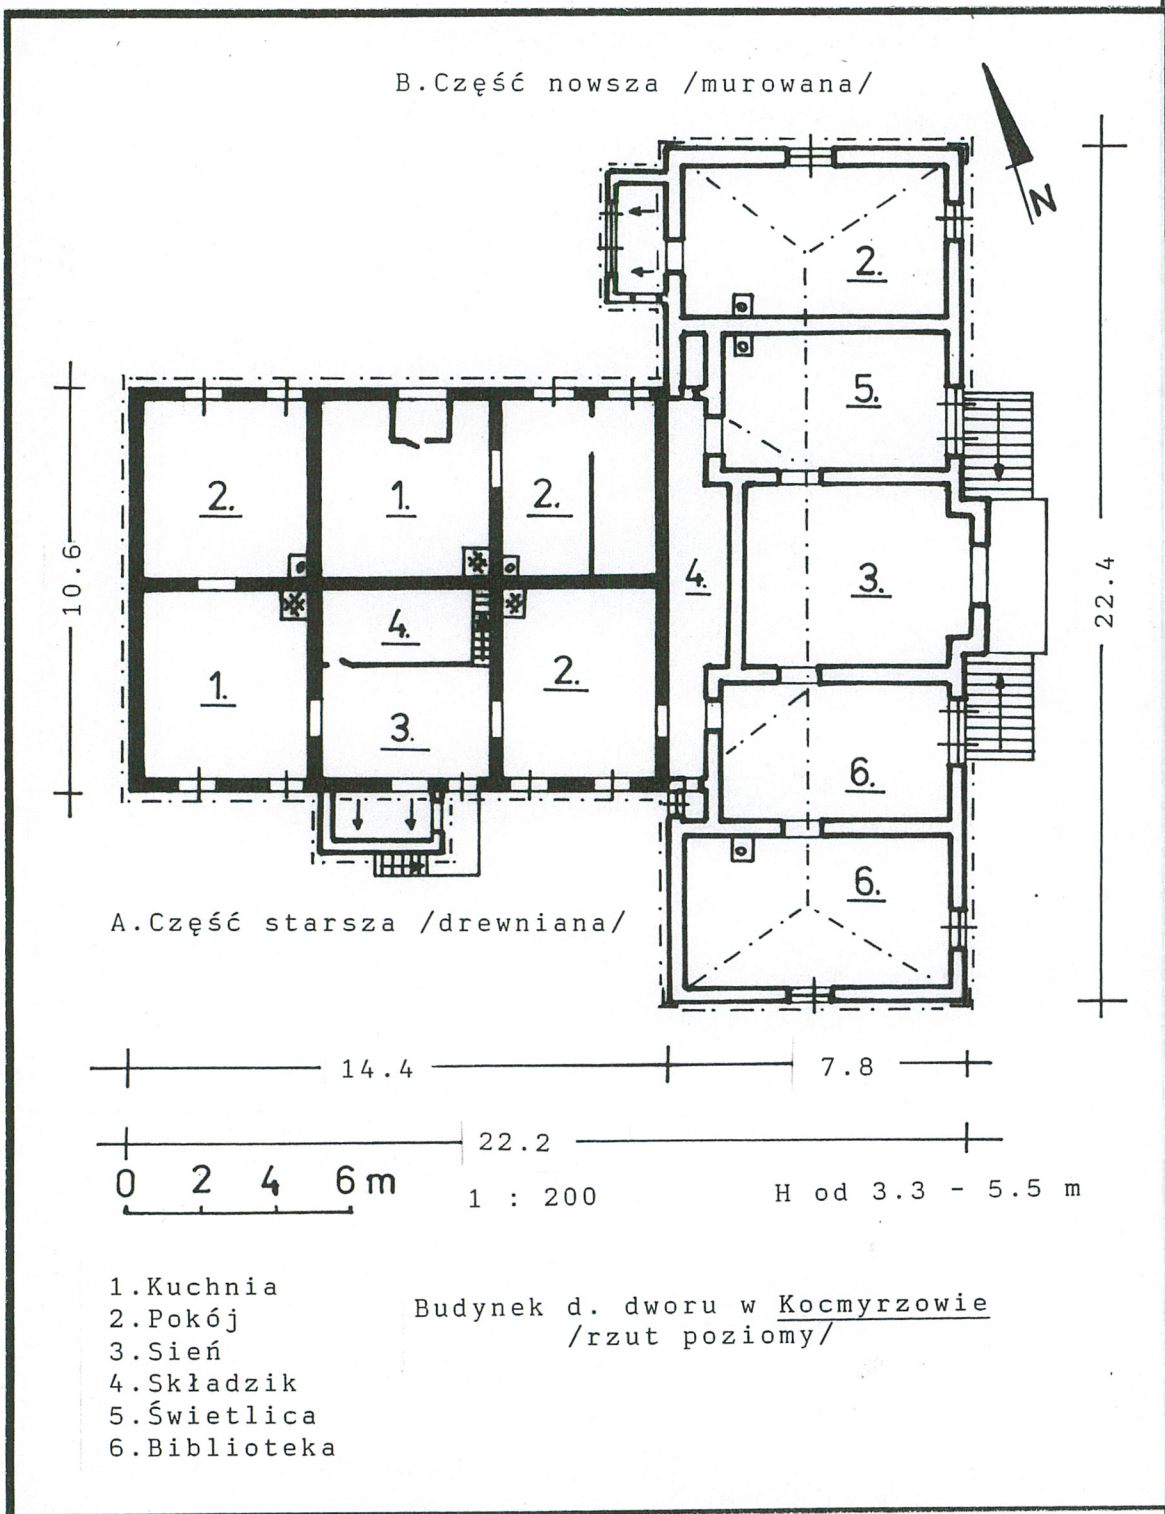 B.Część nowsza /murowana/
N
2.
5.
2.
1.
2.
4.
3.
10.6
22.4
4.
1.
2.
3.
6.
6.
A.Część starsza /drewniana/
14.4
7.8
22.2
0 2 4 6 m
1 : 200
H od 3.3 - 5.5 m
1.Kuchnia
2.Pokój
3.Sień
4.Składzik
5.Świetlica
6.Biblioteka
Budynek d. dworu w Kocmyrzowie
/rzut poziomy/